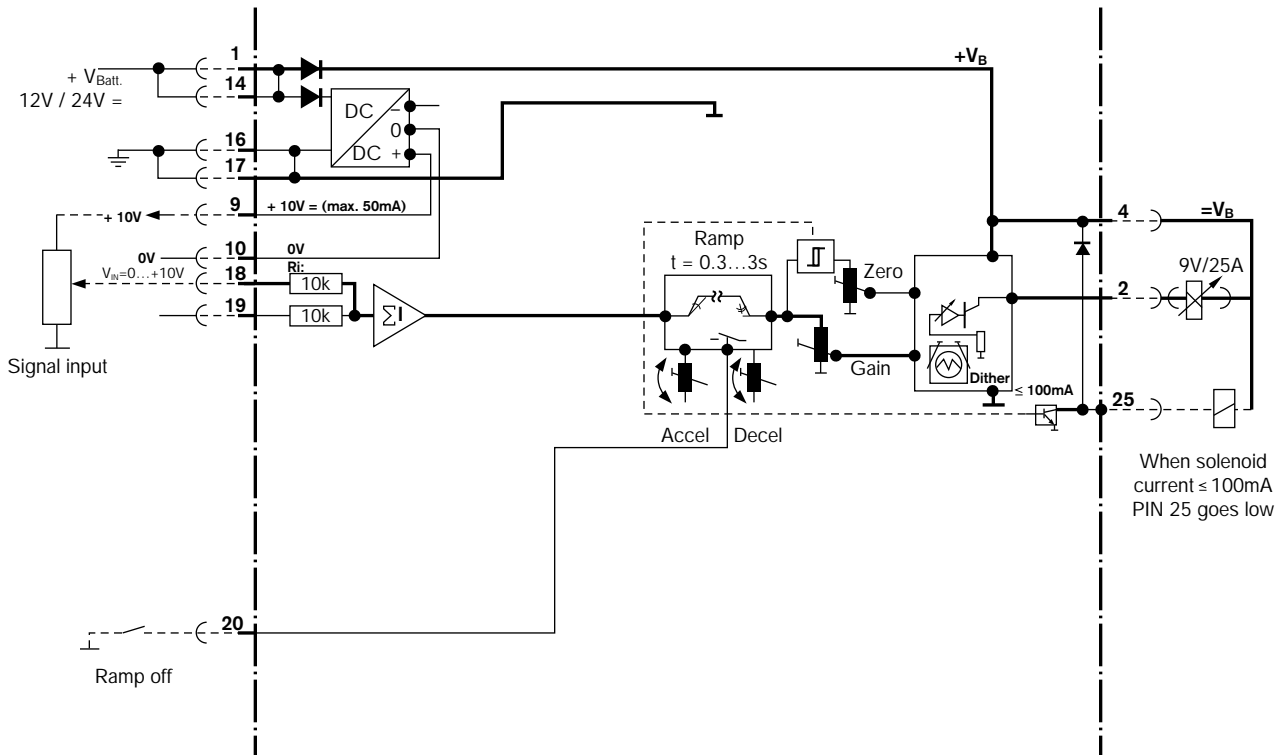 1
+ VBatt.
12V / 24V =
14
16
17
DC
DC
–
0
+
+VB
9
+ 10V
+ 10V = (max. 50mA)
0V
10
0V
VIN=0…+10V
18
Ri:
10k
19
10k
Signal input
ΣI
Ramp
t = 0.3…3s
Accel
Decel
Zero
Gain
Dither
≤ 100mA
4
=VB
2
9V/25A
25
When solenoid
current ≤ 100mA
PIN 25 goes low
20
Ramp off